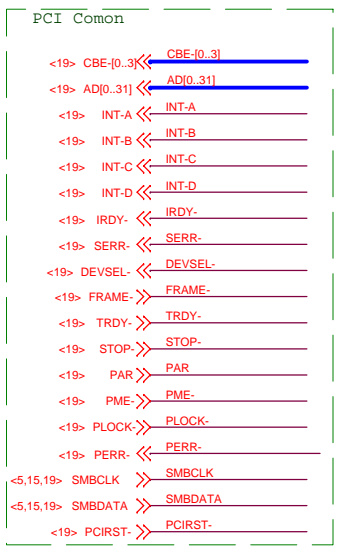 PCI Comon
<19> CBE-[0..3] CBE-[0..3]
<19> AD[0..31] AD[0..31]
<19> INT-A INT-A
<19> INT-B INT-B
<19> INT-C INT-C
<19> INT-D INT-D
<19> IRDY- IRDY-
<19> SERR- SERR-
<19> DEVSEL- DEVSEL-
<19> FRAME- FRAME-
<19> TRDY- TRDY-
<19> STOP- STOP-
<19> PAR PAR
<19> PME- PME-
<19> PLOCK- PLOCK-
<19> PERR- PERR-
<5,15,19> SMBCLK SMBCLK
<5,15,19> SMBDATA SMBDATA
<19> PCIRST- PCIRST-